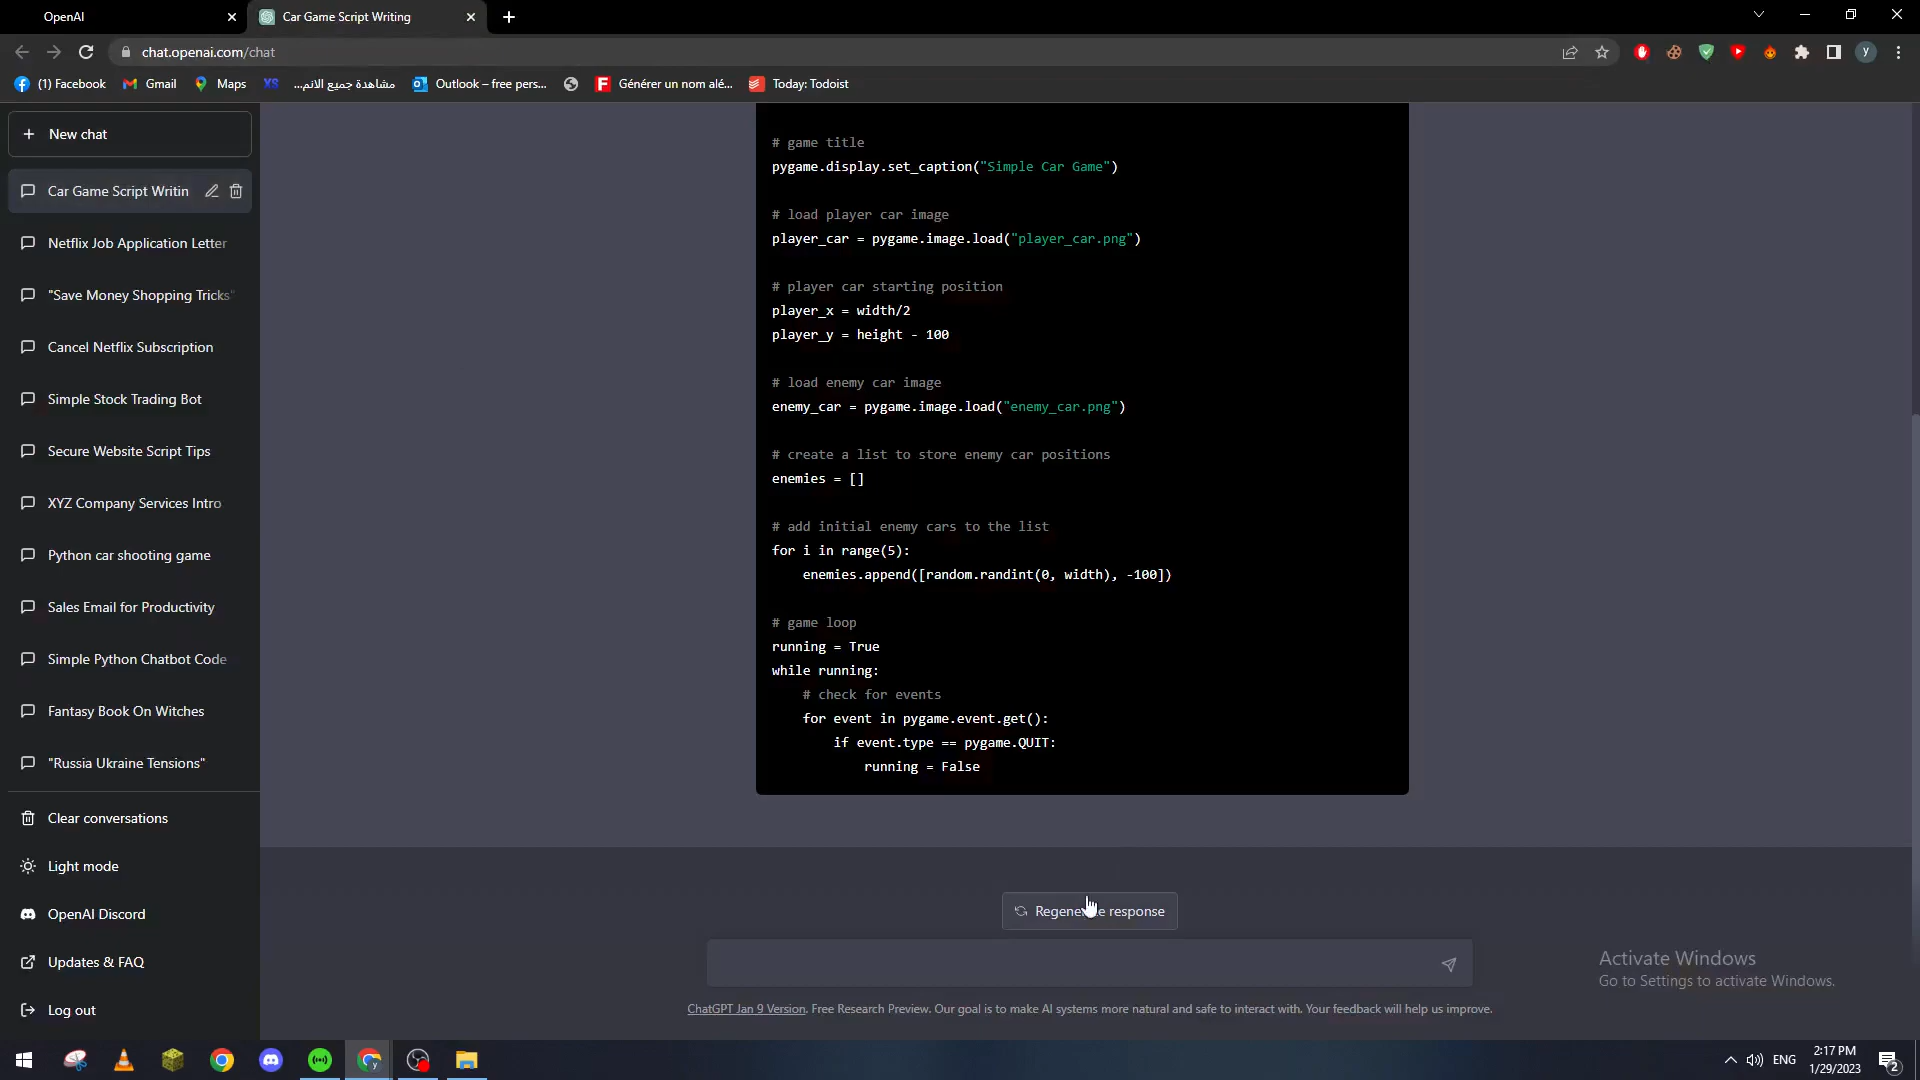 OpenAI
Car Game Script Writing
chat.openai.com/chat
(1) Facebook
Gmail
Maps
مشاهدة جميع الانم...
Outlook – free pers...
Générer un nom alé...
Today: Todoist
New chat
Car Game Script Writin
Netflix Job Application Letter
"Save Money Shopping Tricks"
Cancel Netflix Subscription
Simple Stock Trading Bot
Secure Website Script Tips
XYZ Company Services Intro
Python car shooting game
Sales Email for Productivity
Simple Python Chatbot Code
Fantasy Book On Witches
"Russia Ukraine Tensions"
Clear conversations
Light mode
OpenAI Discord
Updates & FAQ
Log out
# game title
pygame.display.set_caption("Simple Car Game")
# load player car image
player_car = pygame.image.load("player_car.png")
# player car starting position
player_x = width/2
player_y = height - 100
# load enemy car image
enemy_car = pygame.image.load("enemy_car.png")
# create a list to store enemy car positions
enemies = []
# add initial enemy cars to the list
for i in range(5):
    enemies.append([random.randint(0, width), -100])
# game loop
running = True
while running:
    # check for events
    for event in pygame.event.get():
        if event.type == pygame.QUIT:
            running = False
Regenerate response
ChatGPT Jan 9 Version. Free Research Preview. Our goal is to make AI systems more natural and safe to interact with. Your feedback will help us improve.
Activate Windows
Go to Settings to activate Windows.
ENG
2:17 PM
1/29/2023
2